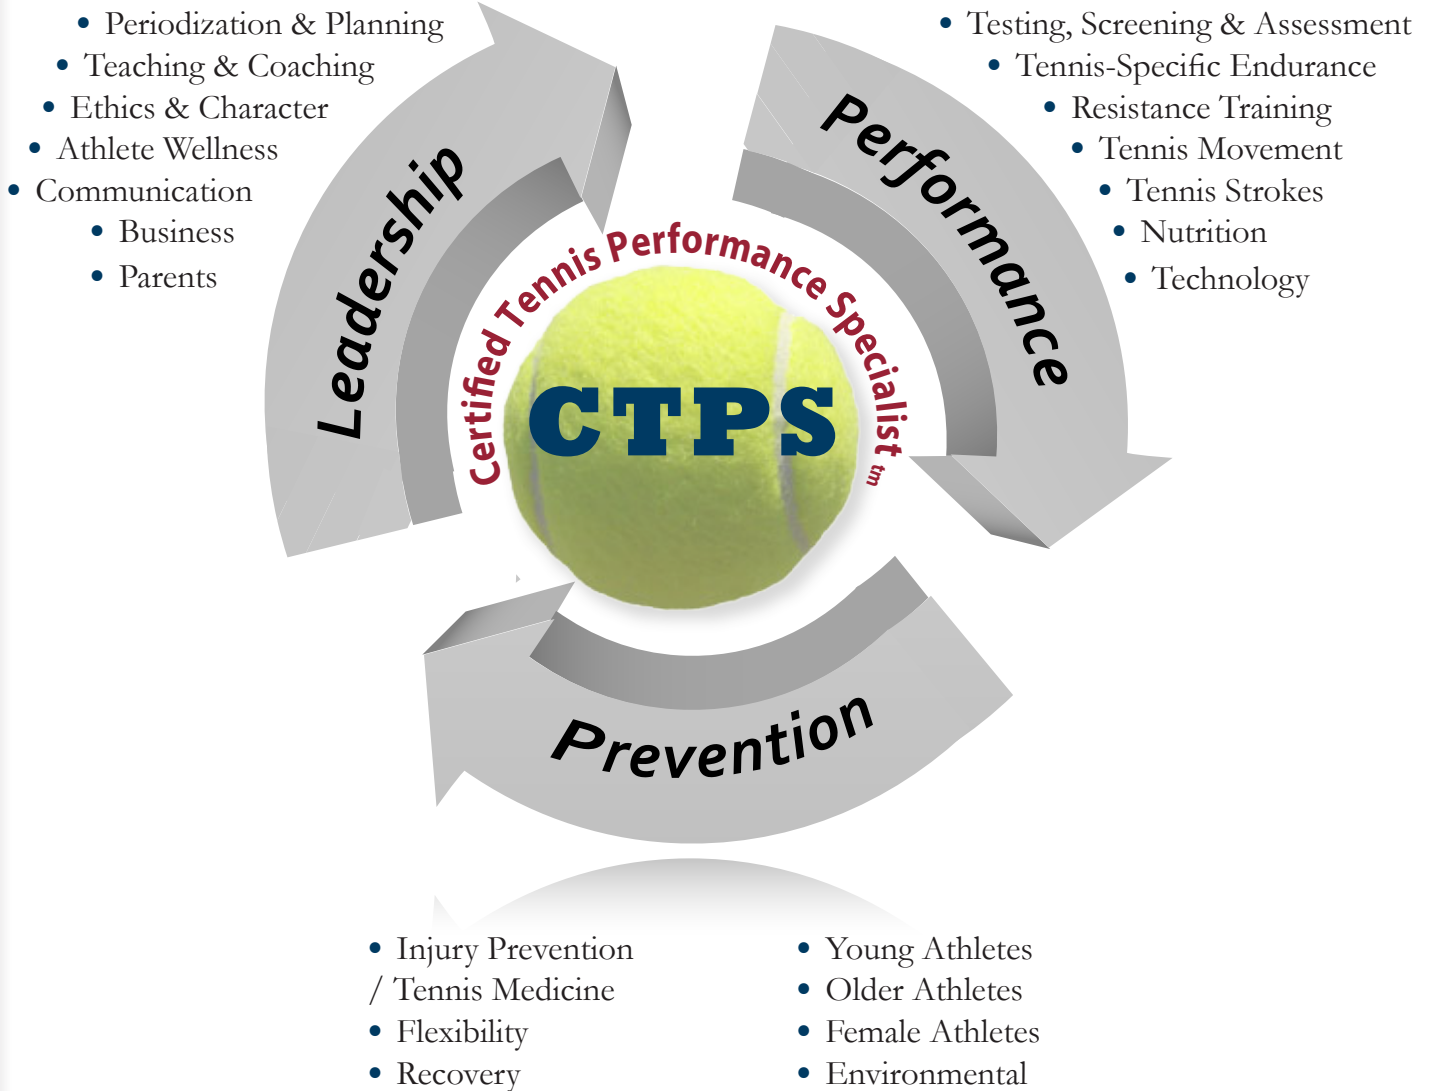 • Periodization & Planning
• Teaching & Coaching
• Ethics & Character
• Athlete Wellness
• Communication
• Business
• Parents
Leadership
• Testing, Screening & Assessment
• Tennis-Specific Endurance
• Resistance Training
• Tennis Movement
• Tennis Strokes
• Nutrition
• Technology
Performance
Certified Tennis Performance Specialist tm
CTPS
Prevention
• Injury Prevention
/ Tennis Medicine
• Flexibility
• Recovery
• Young Athletes
• Older Athletes
• Female Athletes
• Environmental